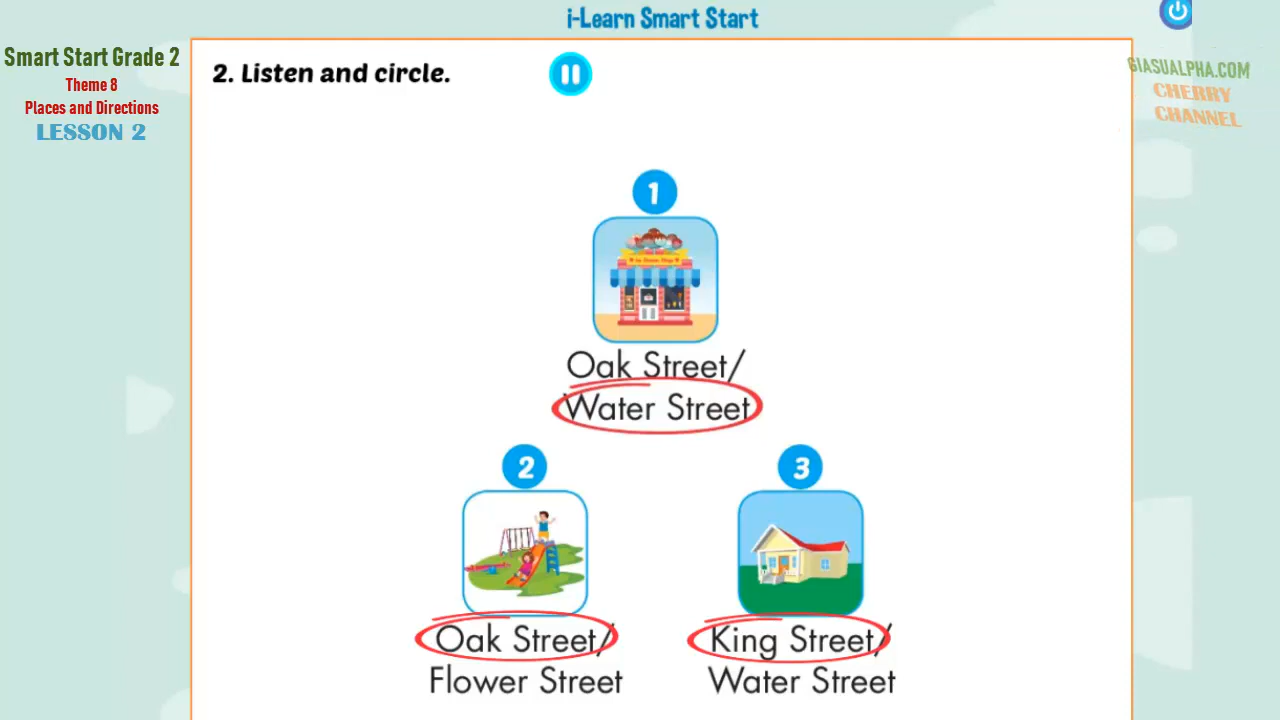 i-Learn Smart Start
Smart Start Grade 2
Theme 8
Places and Directions
LESSON 2
GIASUALPHA.COM
CHERRY
CHANNEL
2. Listen and circle.
1
Oak Street/
Water Street
2
Oak Street/
Flower Street
3
King Street/
Water Street